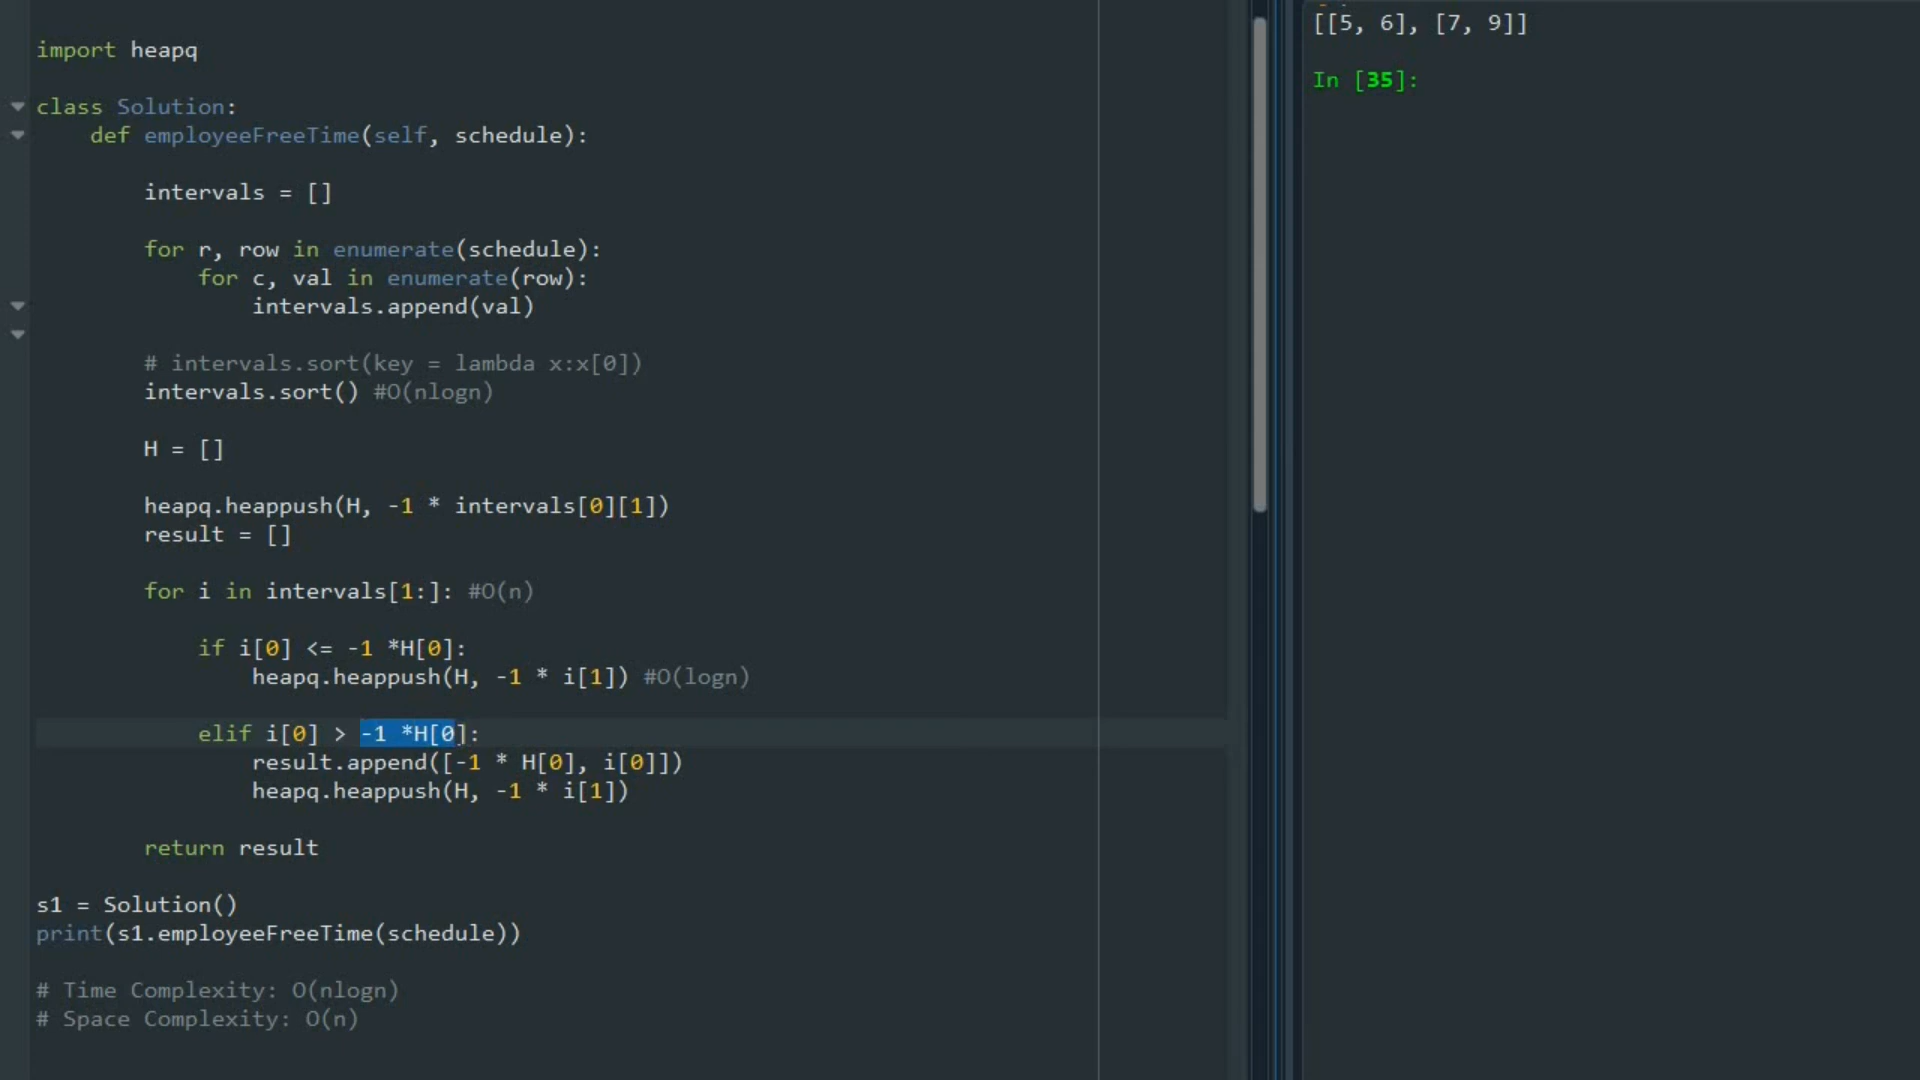 import heapq
class Solution:
    def employeeFreeTime(self, schedule):
        intervals = []
        for r, row in enumerate(schedule):
            for c, val in enumerate(row):
                intervals.append(val)
        # intervals.sort(key = lambda x:x[0])
        intervals.sort() #O(nlogn)
        H = []
        heapq.heappush(H, -1 * intervals[0][1])
        result = []
        for i in intervals[1:]: #O(n)
            if i[0] <= -1 *H[0]:
                heapq.heappush(H, -1 * i[1]) #O(logn)
            elif i[0] > -1 *H[0]:
                result.append([-1 * H[0], i[0]])
                heapq.heappush(H, -1 * i[1])
        return result
s1 = Solution()
print(s1.employeeFreeTime(schedule))
# Time Complexity: O(nlogn)
# Space Complexity: O(n)
[[5, 6], [7, 9]]
In [35]: